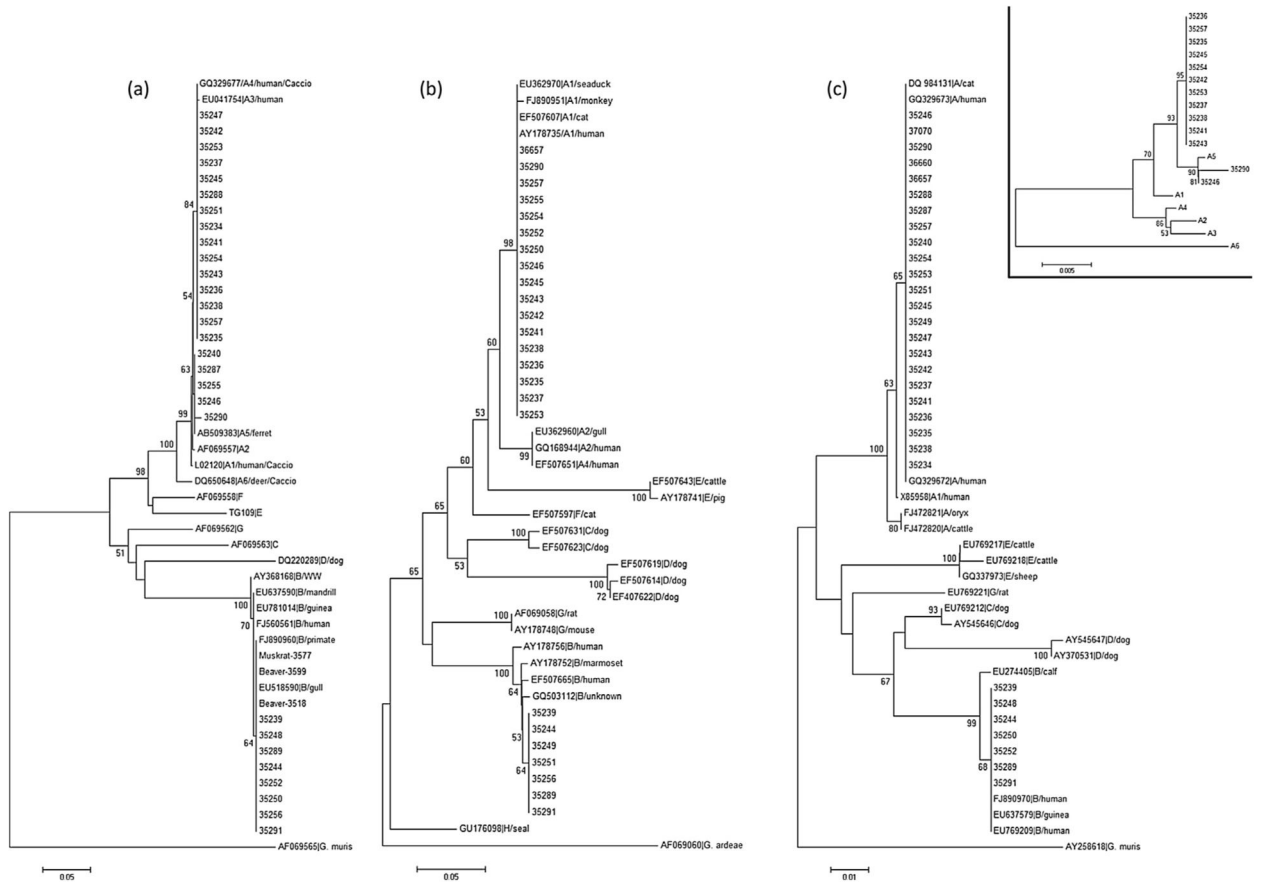 (a)
GQ329677/A4/human/Caccio
EU041754|A3/human
35247
35242
35253
35237
35245
35288
84
35251
35234
35241
35254
35243
54
35236
35238
35257
35235
35240
63
35287
35255
35246
99
35290
AB509383|A5/ferret
100
AF069557|A2
L02120|A1/human/Caccio
98
DQ650648|A6/deer/Caccio
AF069558|F
TG109|E
AF069562|G
51
AF069563|C
DQ220289|D/dog
AY368168|B/WW
EU637590|B/mandrill
100
EU781014|B/guinea
70
FJ560561|B/human
FJ890960|B/primate
Muskrat-3577
Beaver-3599
EU518590|B/gull
Beaver-3518
35239
35248
64
35289
35244
35252
35250
35256
35291
AF069565|G. muris
0.05
(b)
EU362970|A1/seaduck
FJ890951|A1/monkey
EF507607|A1/cat
AY178735/A1/human
36657
35290
35257
35255
35254
35252
98
35250
35246
35245
35243
35242
35241
60
35238
35236
35235
35237
35253
53
EU362960|A2/gull
GQ168944|A2/human
99
EF507651|A4/human
60
EF507643|E/cattle
100
AY178741|E/pig
65
EF507597|F/cat
100
EF507631|C/dog
EF507623|C/dog
53
EF507619|D/dog
100
EF507614|D/dog
72
EF407622|D/dog
65
100
AF069058|G/rat
AY178748|G/mouse
AY178756|B/human
100
AY178752|B/marmoset
EF507665|B/human
64
GQ503112|B/unknown
35239
35244
53
35249
64
35251
35256
35289
35291
GU176098|H/seal
AF069060|G. ardeae
0.05
(c)
DQ 984131|A/cat
GQ329673|A/human
35246
37070
35290
36660
36657
35288
35287
35257
35240
35254
35253
65
35251
35245
35249
35247
35243
35242
63
35237
35241
35236
35235
35238
100
35234
GQ329672|A/human
X85958|A1/human
FJ472821|A/oryx
80
FJ472820|A/cattle
EU769217|E/cattle
100
EU769218|E/cattle
GQ337973|E/sheep
EU769221|G/rat
93
EU769212|C/dog
AY545646|C/dog
AY545647|D/dog
100
AY370531|D/dog
67
EU274405|B/calf
35239
35248
99
35244
35250
35252
68
35289
35291
FJ890970|B/human
EU637579|B/guinea
EU769209|B/human
AY258618|G. muris
0.01
35236
35257
35235
35245
35254
95
35242
35253
35237
93
35238
35241
35243
70
A5
90
35290
81
35246
A1
A4
86
A2
53
A3
A6
0.005